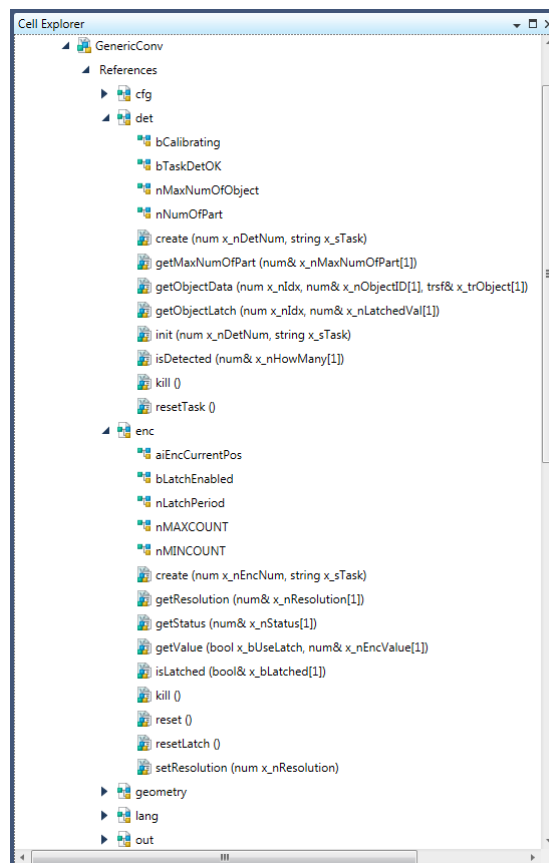 Cell Explorer
GenericConv
References
cfg
det
bCalibrating
bTaskDetOK
nMaxNumOfObject
nNumOfPart
create (num x_nDetNum, string x_sTask)
getMaxNumOfPart (num& x_nMaxNumOfPart[1])
getObjectData (num x_nIdx, num& x_nObjectID[1], trsf& x_trObject[1])
getObjectLatch (num x_nIdx, num& x_nLatchedVal[1])
init (num x_nDetNum, string x_sTask)
isDetected (num& x_nHowMany[1])
kill ()
resetTask ()
enc
aiEncCurrentPos
bLatchEnabled
nLatchPeriod
nMAXCOUNT
nMINCOUNT
create (num x_nEncNum, string x_sTask)
getResolution (num& x_nResolution[1])
getStatus (num& x_nStatus[1])
getValue (bool x_bUseLatch, num& x_nEncValue[1])
isLatched (bool& x_bLatched[1])
kill ()
reset ()
resetLatch ()
setResolution (num x_nResolution)
geometry
lang
out